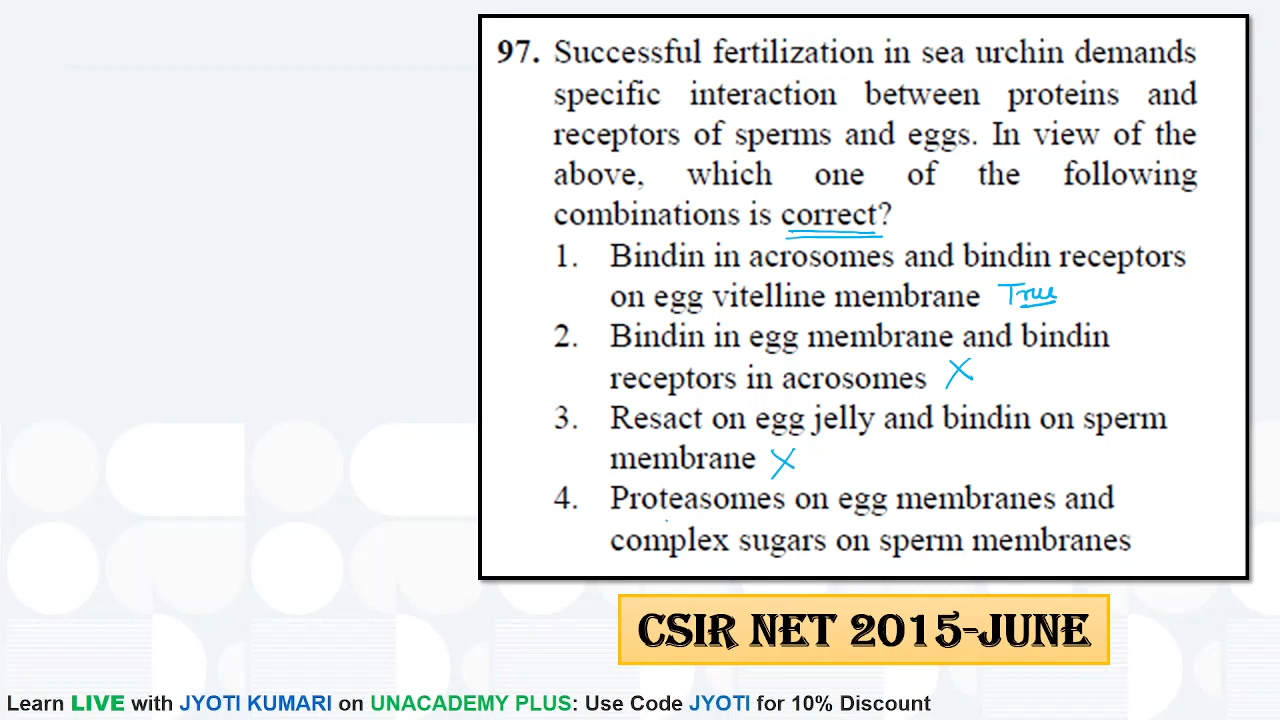 97. Successful fertilization in sea urchin demands
specific interaction between proteins and
receptors of sperms and eggs. In view of the
above, which one of the following
combinations is correct?
1. Bindin in acrosomes and bindin receptors
on egg vitelline membrane True
2. Bindin in egg membrane and bindin
receptors in acrosomes X
3. Resact on egg jelly and bindin on sperm
membrane X
4. Proteasomes on egg membranes and
complex sugars on sperm membranes
CSIR NET 2015-JUNE
Learn LIVE with JYOTI KUMARI on UNACADEMY PLUS: Use Code JYOTI for 10% Discount